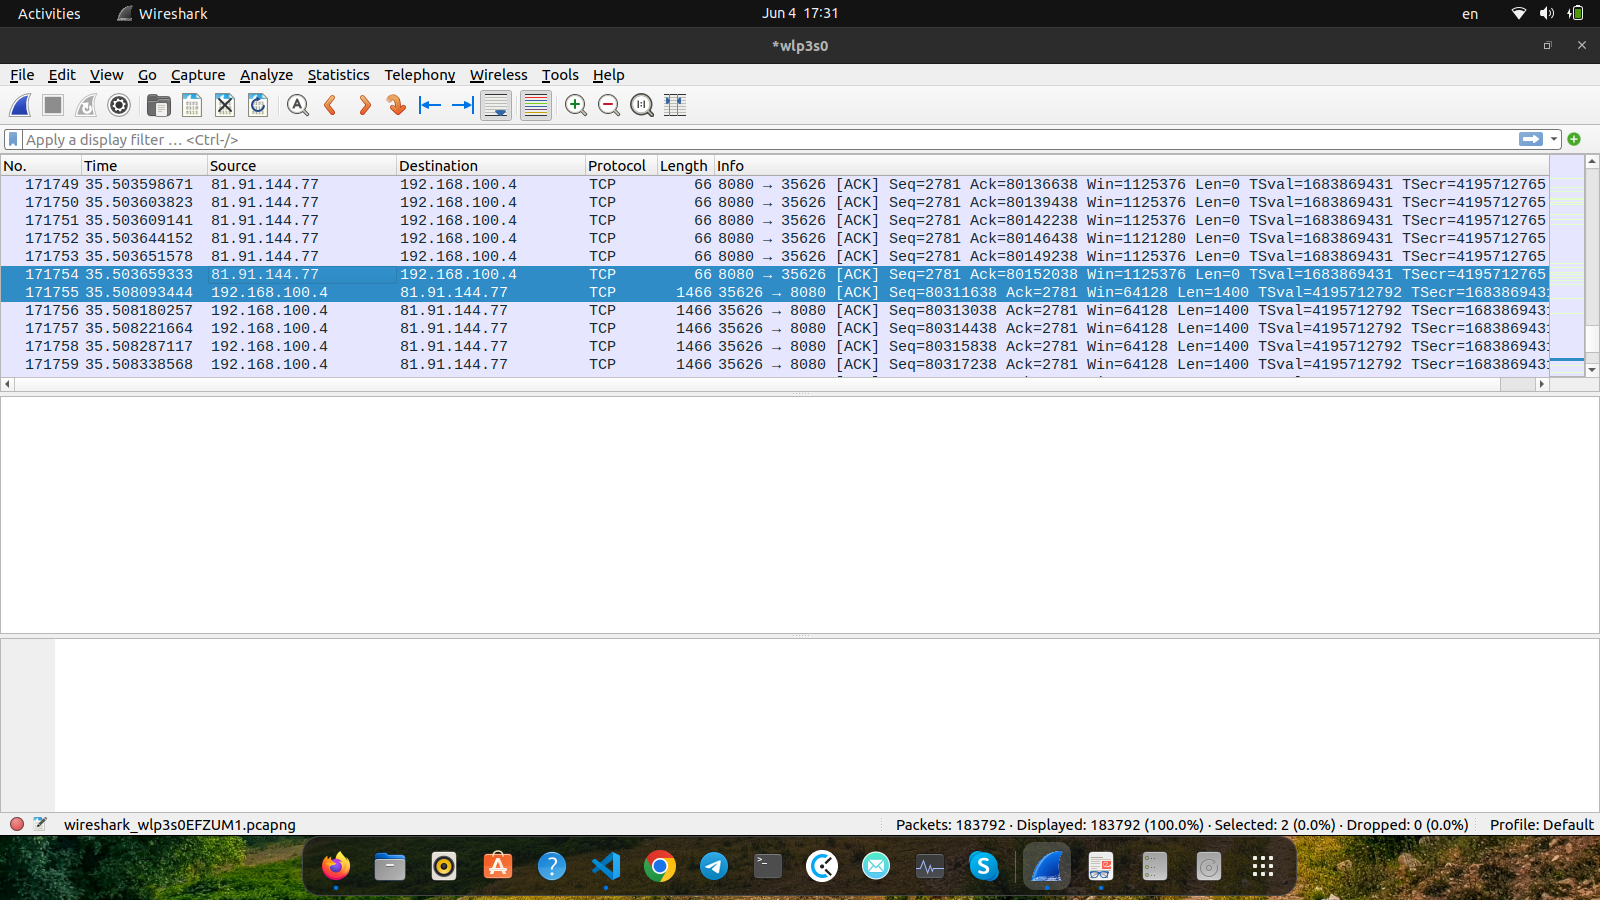 Activities Wireshark Jun 4 17:31 en
*wlp3s0
File Edit View Go Capture Analyze Statistics Telephony Wireless Tools Help
Apply a display filter … <Ctrl-/>
No. Time Source Destination Protocol Length Info
171749 35.503598671 81.91.144.77 192.168.100.4 TCP 66 8080 → 35626 [ACK] Seq=2781 Ack=80136638 Win=1125376 Len=0 TSval=1683869431 TSecr=4195712765
171750 35.503603823 81.91.144.77 192.168.100.4 TCP 66 8080 → 35626 [ACK] Seq=2781 Ack=80139438 Win=1125376 Len=0 TSval=1683869431 TSecr=4195712765
171751 35.503609141 81.91.144.77 192.168.100.4 TCP 66 8080 → 35626 [ACK] Seq=2781 Ack=80142238 Win=1125376 Len=0 TSval=1683869431 TSecr=4195712765
171752 35.503644152 81.91.144.77 192.168.100.4 TCP 66 8080 → 35626 [ACK] Seq=2781 Ack=80146438 Win=1121280 Len=0 TSval=1683869431 TSecr=4195712765
171753 35.503651578 81.91.144.77 192.168.100.4 TCP 66 8080 → 35626 [ACK] Seq=2781 Ack=80149238 Win=1125376 Len=0 TSval=1683869431 TSecr=4195712765
171754 35.503659333 81.91.144.77 192.168.100.4 TCP 66 8080 → 35626 [ACK] Seq=2781 Ack=80152038 Win=1125376 Len=0 TSval=1683869431 TSecr=4195712765
171755 35.508093444 192.168.100.4 81.91.144.77 TCP 1466 35626 → 8080 [ACK] Seq=80311638 Ack=2781 Win=64128 Len=1400 TSval=4195712792 TSecr=1683869431
171756 35.508180257 192.168.100.4 81.91.144.77 TCP 1466 35626 → 8080 [ACK] Seq=80313038 Ack=2781 Win=64128 Len=1400 TSval=4195712792 TSecr=1683869431
171757 35.508221664 192.168.100.4 81.91.144.77 TCP 1466 35626 → 8080 [ACK] Seq=80314438 Ack=2781 Win=64128 Len=1400 TSval=4195712792 TSecr=1683869431
171758 35.508287117 192.168.100.4 81.91.144.77 TCP 1466 35626 → 8080 [ACK] Seq=80315838 Ack=2781 Win=64128 Len=1400 TSval=4195712792 TSecr=1683869431
171759 35.508338568 192.168.100.4 81.91.144.77 TCP 1466 35626 → 8080 [ACK] Seq=80317238 Ack=2781 Win=64128 Len=1400 TSval=4195712792 TSecr=1683869431
wireshark_wlp3s0EFZUM1.pcapng Packets: 183792 · Displayed: 183792 (100.0%) · Selected: 2 (0.0%) · Dropped: 0 (0.0%) Profile: Default